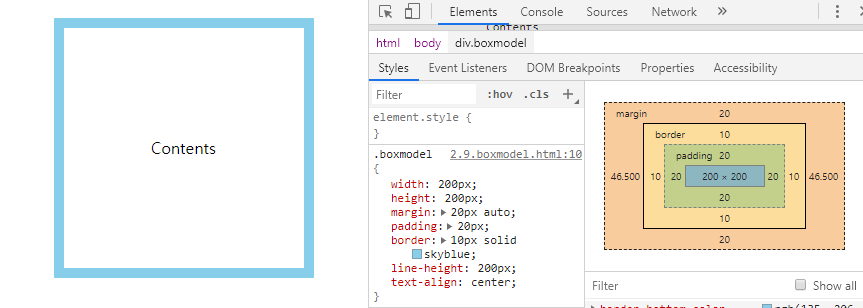 Contents
Elements Console Sources Network »
Contents
html body div.boxmodel
Styles Event Listeners DOM Breakpoints Properties Accessibility
Filter :hov .cls +
element.style {
}
.boxmodel 2.9.boxmodel.html:10
{
width: 200px;
height: 200px;
margin: 20px auto;
padding: 20px;
border: 10px solid
skyblue;
line-height: 200px;
text-align: center;
}
margin 20
border 10
padding 20
46.500 10 20 200 × 200 20 10 46.500
20
10
20
Filter Show all